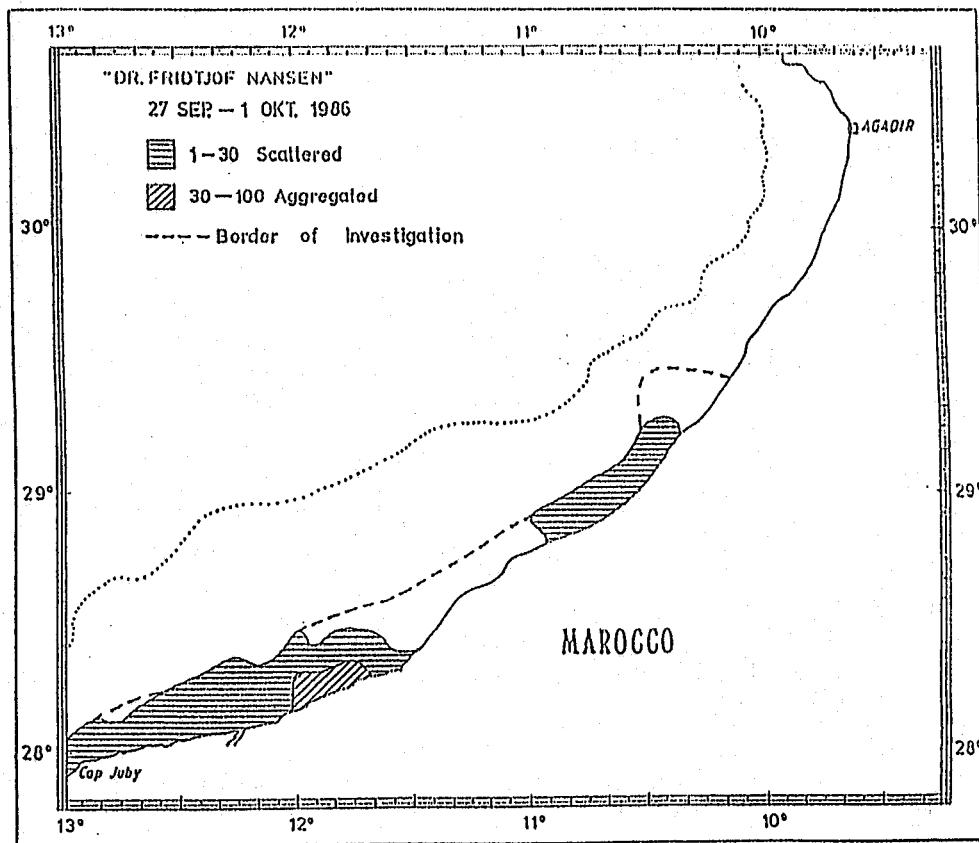 13° 12° 11° 10°
"DR. FRIDTJOF NANSEN"
27 SEP. — 1 OKT. 1986
1—30 Scattered
30—100 Aggregated
Border of Investigation
AGADIR
30° 30°
29° 29°
MAROCCO
28° 28°
Cap Juby
13° 12° 11° 10°